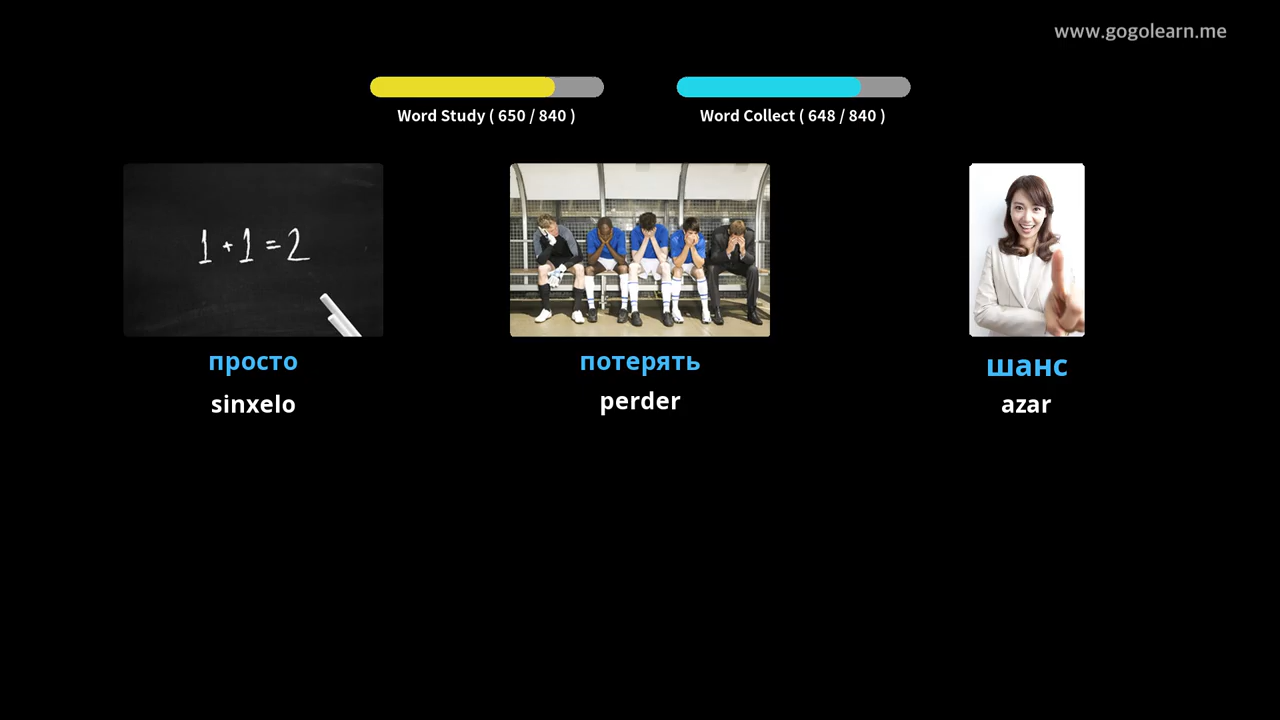 www.gogolearn.me
Word Study ( 650 / 840 )
Word Collect ( 648 / 840 )
1 + 1 = 2
просто
потерять
шанс
sinxelo
perder
azar